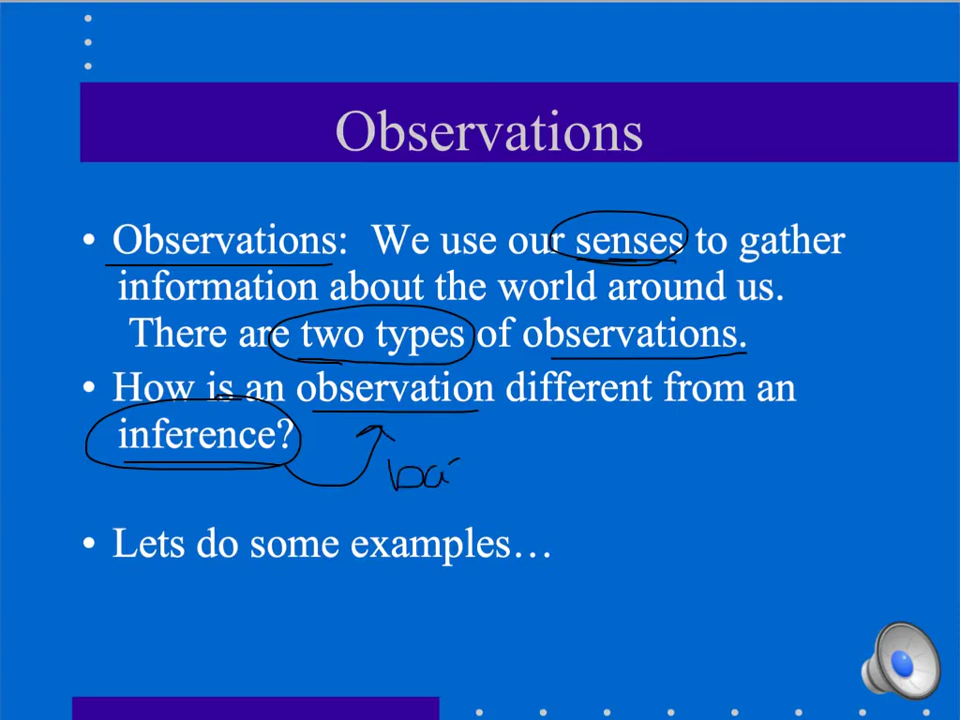 Observations
• Observations: We use our senses to gather
information about the world around us.
There are two types of observations.
• How is an observation different from an
inference?
• Lets do some examples…